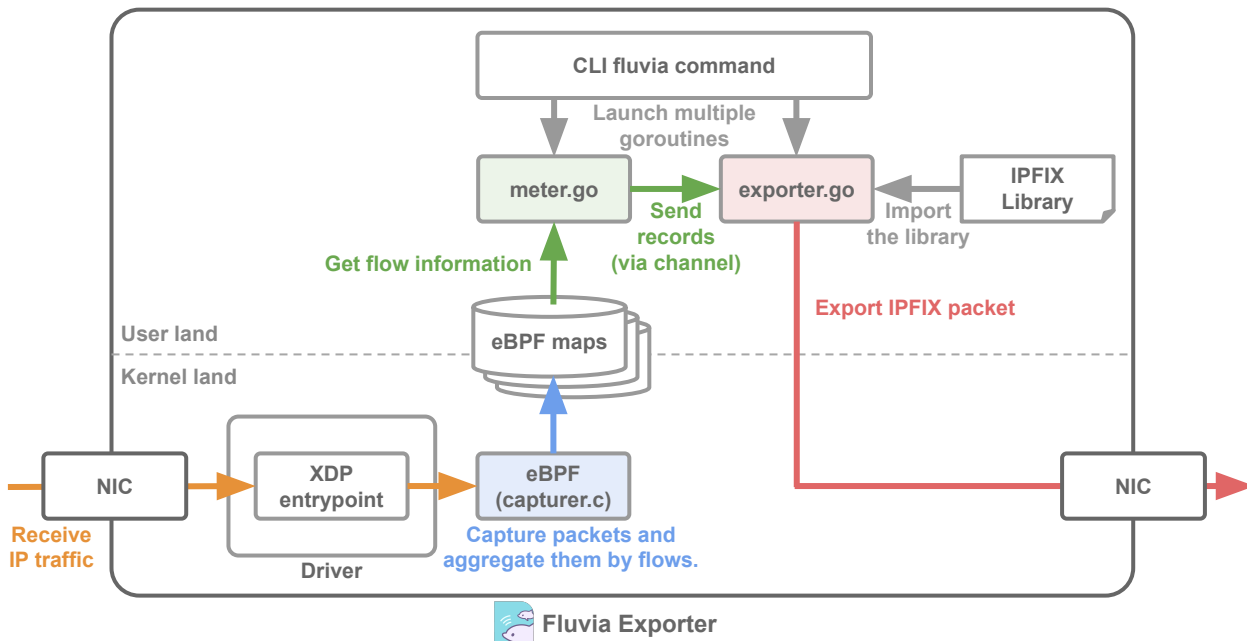 CLI fluvia command
Launch multiple
goroutines
meter.go
exporter.go
IPFIX
Library
Send
records
(via channel)
Import
the library
Get flow information
Export IPFIX packet
User land
eBPF maps
Kernel land
NIC
XDP
entrypoint
eBPF
(capturer.c)
NIC
Receive
IP traffic
Capture packets and
aggregate them by flows.
Driver
Fluvia Exporter